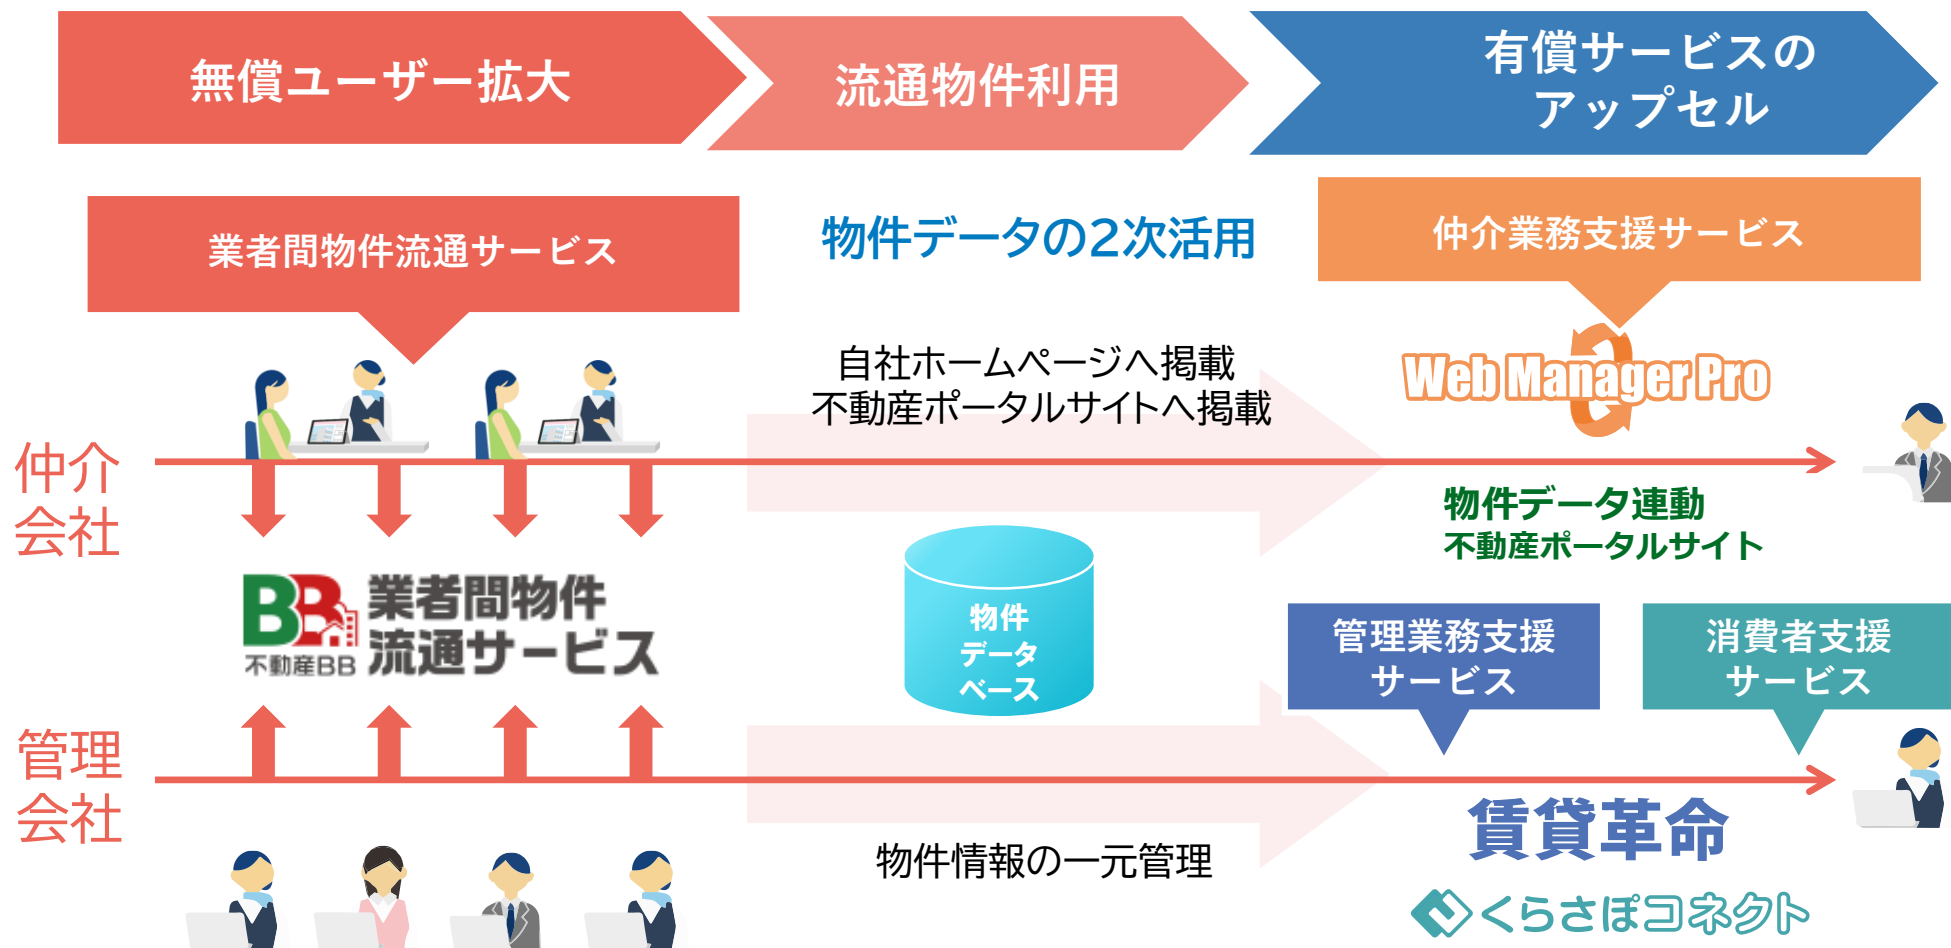 無償ユーザー拡大
流通物件利用
有償サービスの
アップセル
業者間物件流通サービス
物件データの2次活用
仲介業務支援サービス
自社ホームページへ掲載
不動産ポータルサイトへ掲載
Web Manager Pro
仲介
会社
物件データ連動
不動産ポータルサイト
BB
不動産BB
業者間物件
流通サービス
物件
データ
ベース
管理業務支援
サービス
消費者支援
サービス
管理
会社
物件情報の一元管理
賃貸革命
くらさぽコネクト